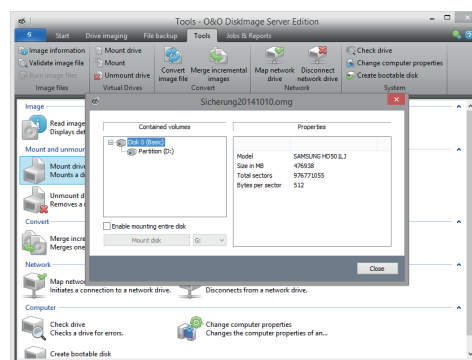 Tools - O&O DiskImage Server Edition
Start Drive imaging File backup Tools Jobs & Reports
Image information
Validate image file
Burn image files
Image files
Mount drive
Mount
Unmount drive
Virtual Drives
Convert image file
Merge incremental images
Convert
Map network drive
Disconnect network drive
Network
Check drive
Change computer properties
Create bootable disk
System
Sicherung20141010.omg
Contained volumes
Disk 0 (Basic)
Partition (D:)
Enable mounting entire disk
Mount disk G:
Properties
Model SAMSUNG HD501LJ
Size in MB 476938
Total sectors 976771055
Bytes per sector 512
Close
Image
Read image
Displays det
Mount and unmour
Mount drive
Mounts a d
Unmount d
Removes a
Convert
Merge incre
Merges one
Network
Map networ
Initiates a connection to a network drive.
Disconnects from a network drive.
Computer
Check drive
Checks a drive for errors.
Change computer properties
Changes the computer properties of an...
Create bootable disk